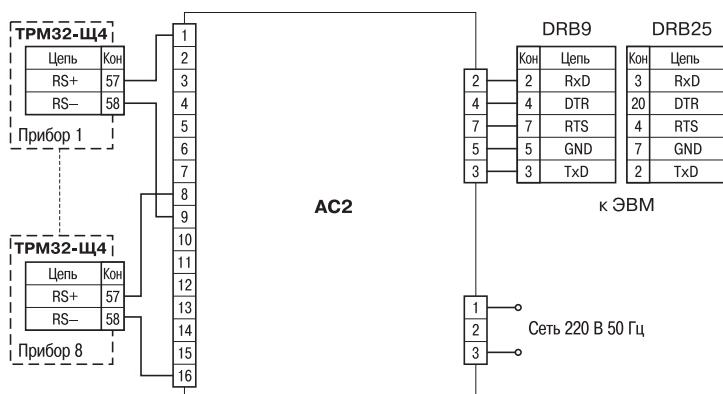 ТРМ32-Щ4
Цепь Кон
RS+ 57
RS– 58
Прибор 1
ТРМ32-Щ4
Цепь Кон
RS+ 57
RS– 58
Прибор 8
1
2
3
4
5
6
7
8
9
10
11
12
13
14
15
16
АС2
2
4
7
5
3
DRB9
Кон Цепь
2 RxD
4 DTR
7 RTS
5 GND
3 TxD
DRB25
Кон Цепь
3 RxD
20 DTR
4 RTS
7 GND
2 TxD
к ЭВМ
1
2
3
Сеть 220 В 50 Гц